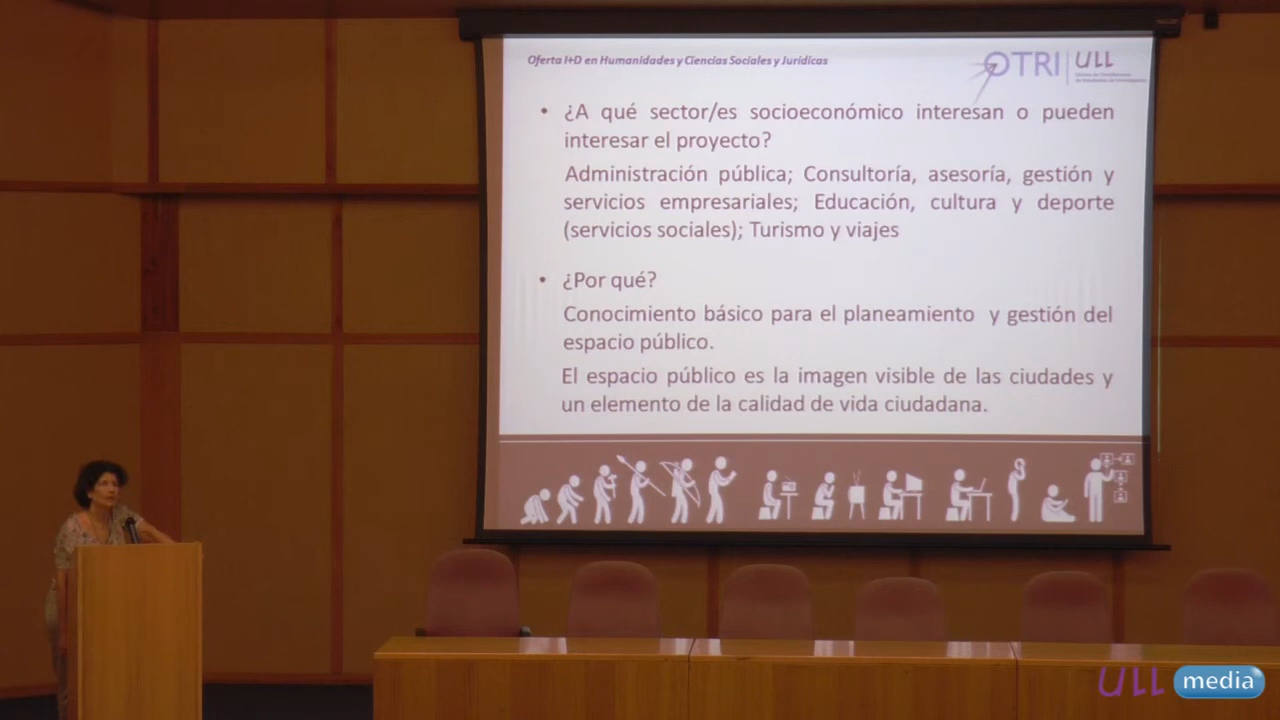 Oferta I+D en Humanidades y Ciencias Sociales y Jurídicas
OTRI ULL
• ¿A qué sector/es socioeconómico interesan o pueden
interesar el proyecto?
Administración pública; Consultoría, asesoría, gestión y
servicios empresariales; Educación, cultura y deporte
(servicios sociales); Turismo y viajes
• ¿Por qué?
Conocimiento básico para el planeamiento y gestión del
espacio público.
El espacio público es la imagen visible de las ciudades y
un elemento de la calidad de vida ciudadana.
ULL media